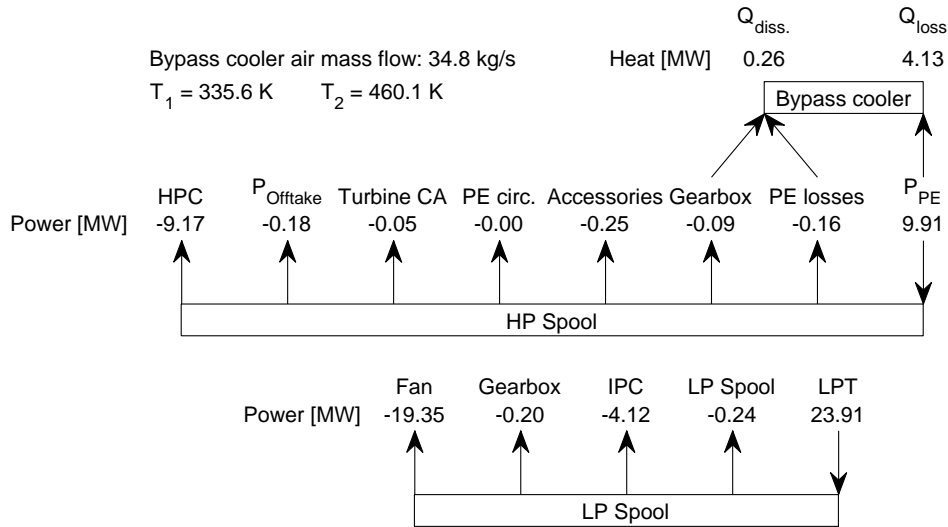 Q_diss. Q_loss
Bypass cooler air mass flow: 34.8 kg/s Heat [MW] 0.26 4.13
T_1 = 335.6 K T_2 = 460.1 K
Bypass cooler
HPC P_Offtake Turbine CA PE circ. Accessories Gearbox PE losses P_PE
Power [MW] -9.17 -0.18 -0.05 -0.00 -0.25 -0.09 -0.16 9.91
HP Spool
Fan Gearbox IPC LP Spool LPT
Power [MW] -19.35 -0.20 -4.12 -0.24 23.91
LP Spool